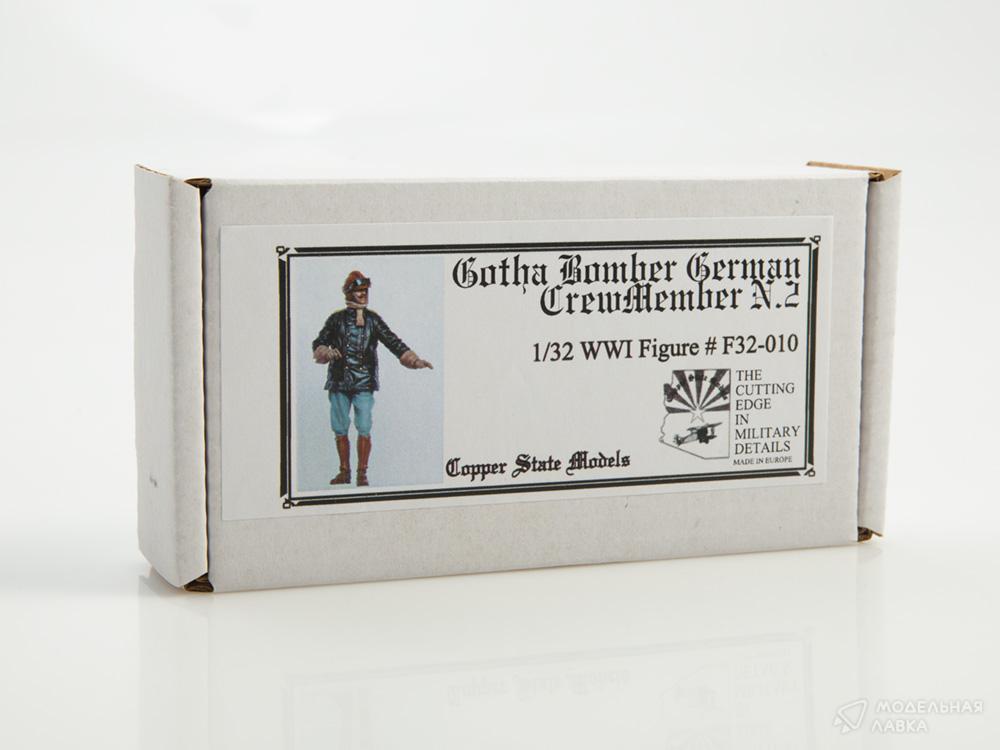 Gotha Bomber German
CrewMember N.2
1/32 WWI Figure # F32-010
THE
CUTTING
EDGE
IN
MILITARY
DETAILS
MADE IN EUROPE
Copper State Models
МОДЕЛЬНАЯ
ЛАВКА